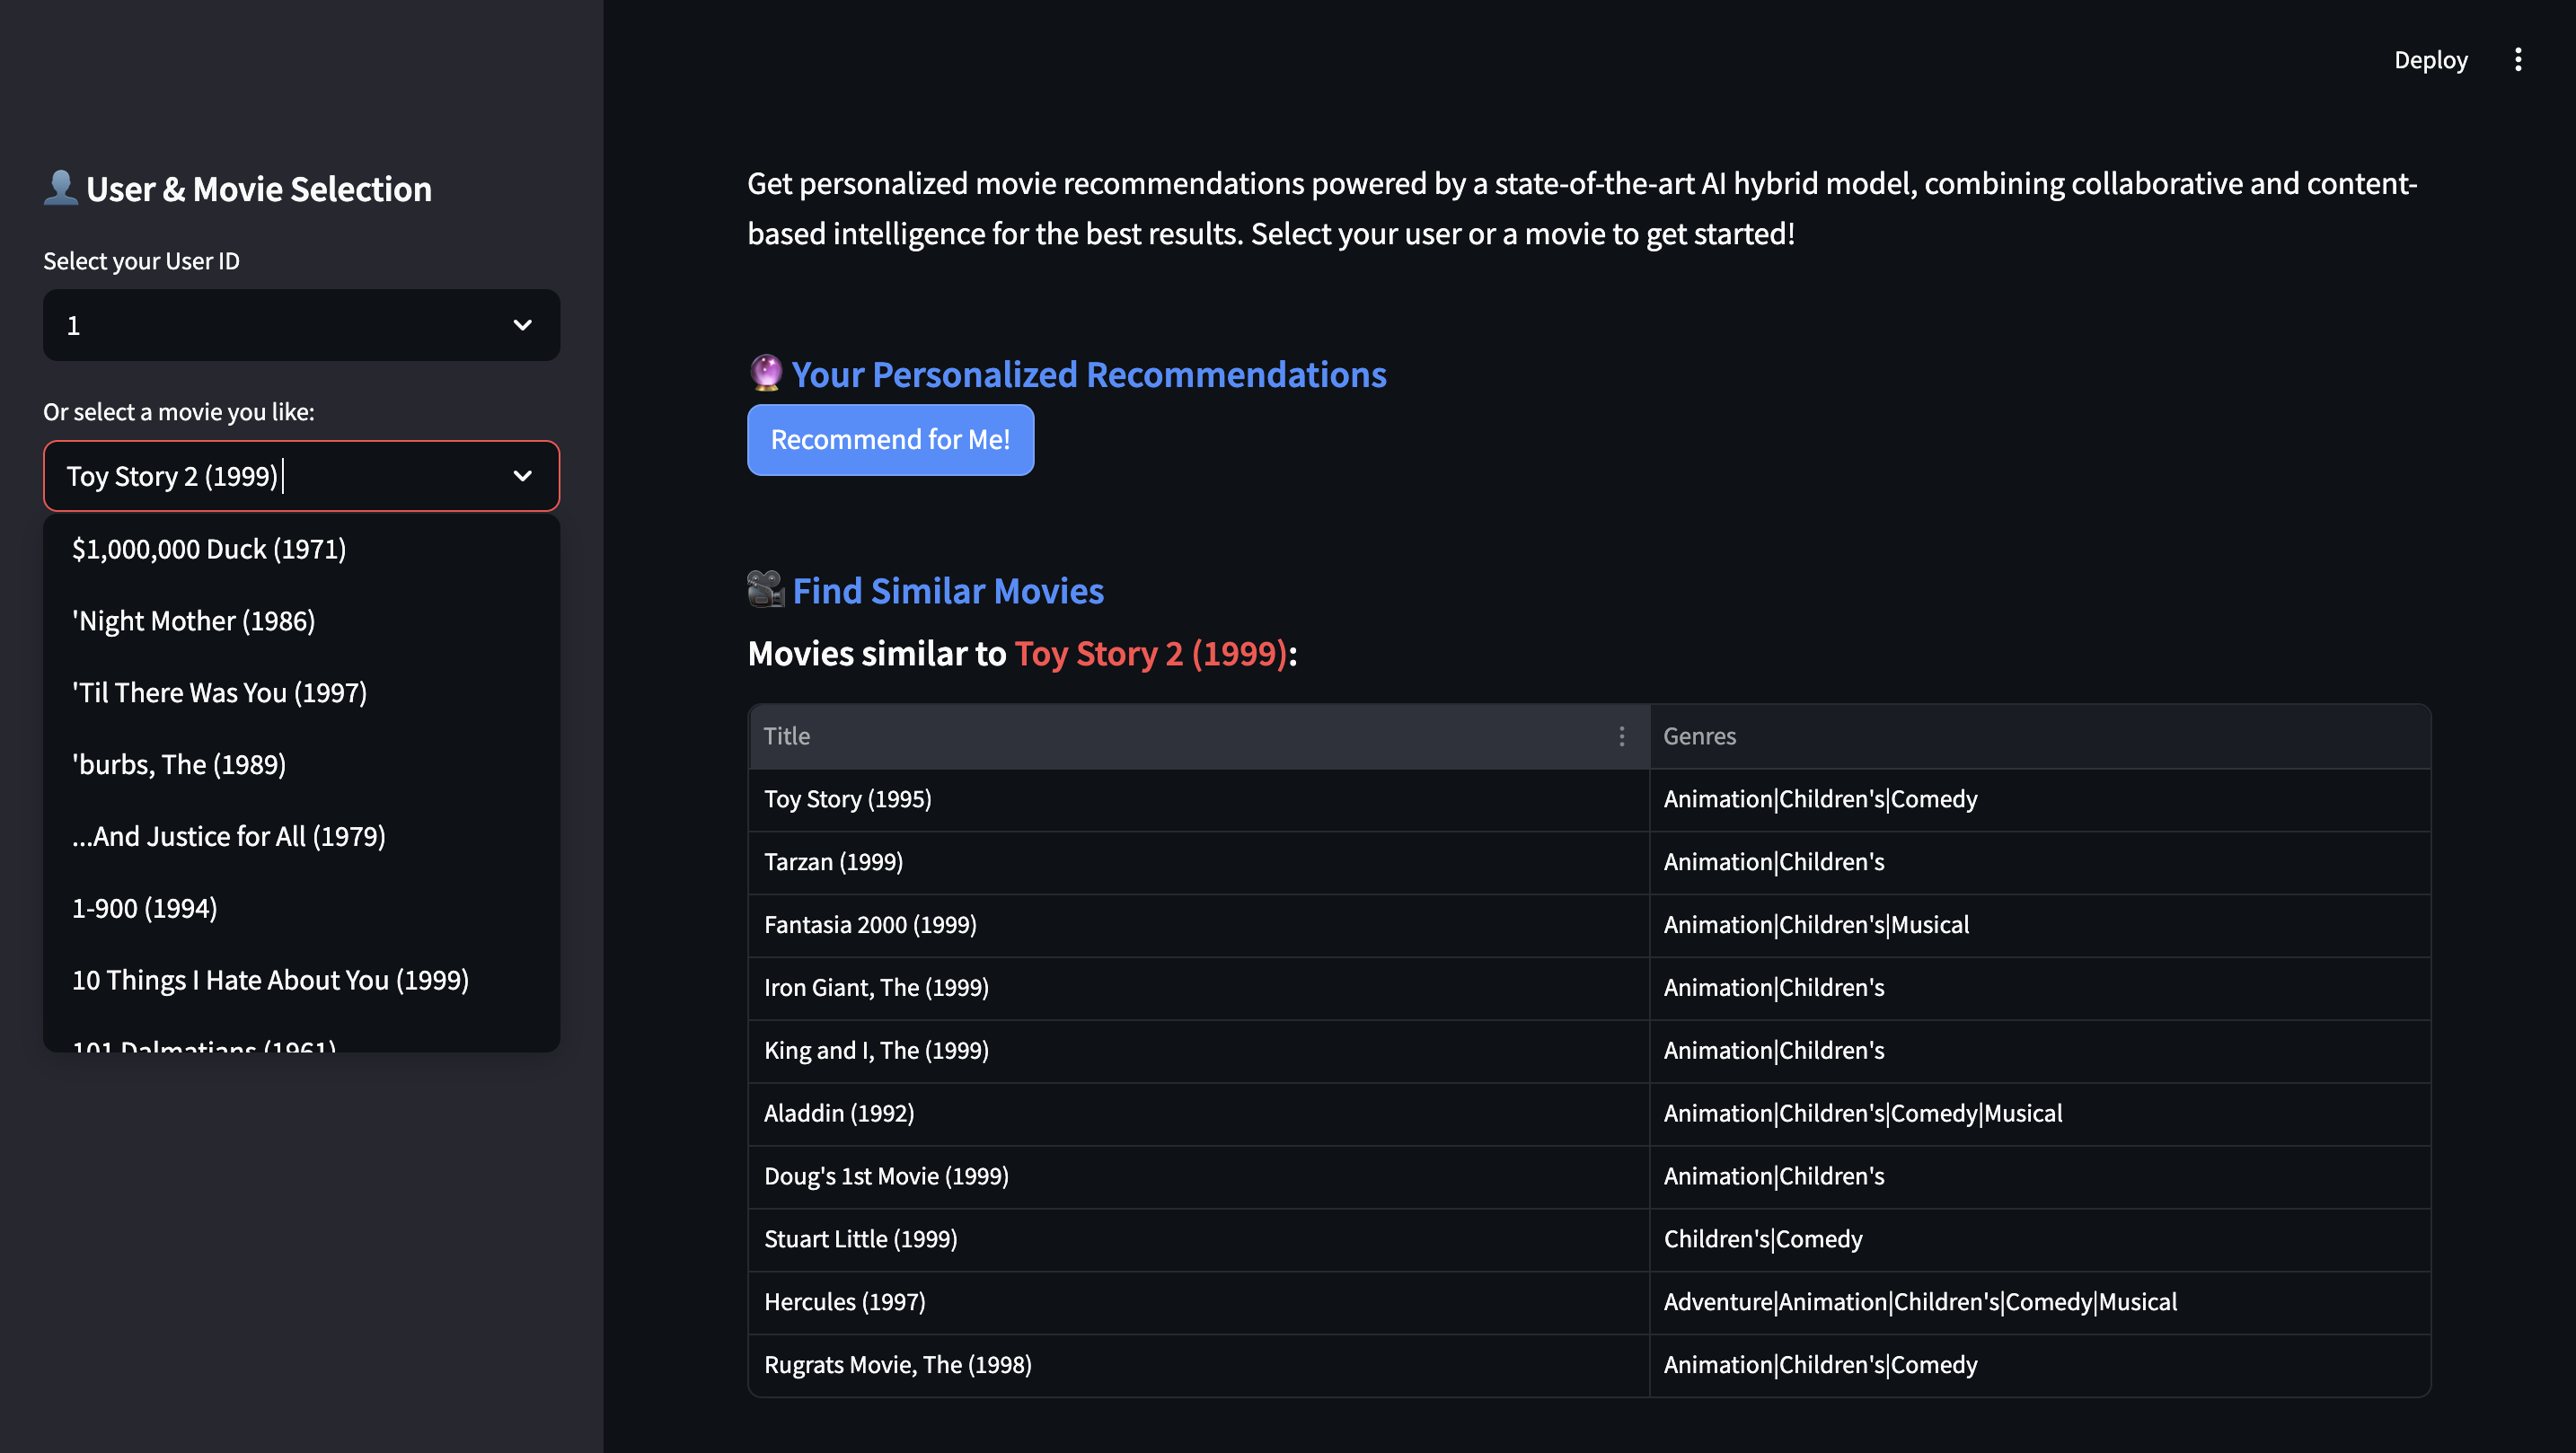 Deploy
User & Movie Selection
Select your User ID
1
Or select a movie you like:
Toy Story 2 (1999)
$1,000,000 Duck (1971)
'Night Mother (1986)
'Til There Was You (1997)
'burbs, The (1989)
...And Justice for All (1979)
1-900 (1994)
10 Things I Hate About You (1999)
101 Dalmatians (1961)
Get personalized movie recommendations powered by a state-of-the-art AI hybrid model, combining collaborative and content-
based intelligence for the best results. Select your user or a movie to get started!
Your Personalized Recommendations
Recommend for Me!
Find Similar Movies
Movies similar to Toy Story 2 (1999):
Title Genres
Toy Story (1995) Animation|Children's|Comedy
Tarzan (1999) Animation|Children's
Fantasia 2000 (1999) Animation|Children's|Musical
Iron Giant, The (1999) Animation|Children's
King and I, The (1999) Animation|Children's
Aladdin (1992) Animation|Children's|Comedy|Musical
Doug's 1st Movie (1999) Animation|Children's
Stuart Little (1999) Children's|Comedy
Hercules (1997) Adventure|Animation|Children's|Comedy|Musical
Rugrats Movie, The (1998) Animation|Children's|Comedy